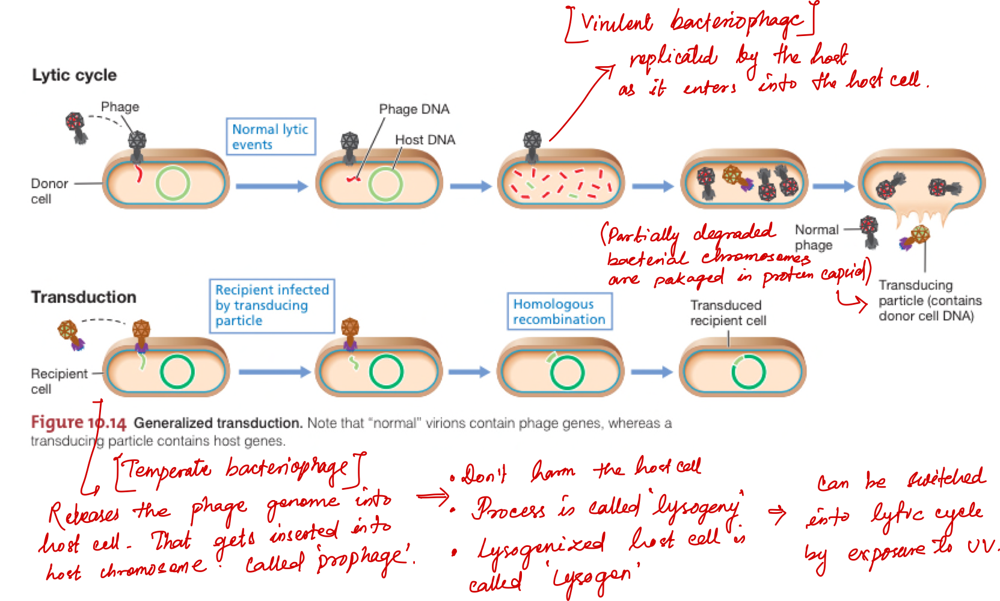 [Virulent bacteriophage]
replicated by the host
as it enters into the host cell.
Lytic cycle
Phage
Normal lytic
events
Phage DNA
Host DNA
Donor
cell
(Partially degraded
bacterial chromosomes
are pakaged in protein capsid)
Normal
phage
Transducing
particle (contains
donor cell DNA)
Transduction
Recipient infected
by transducing
particle
Homologous
recombination
Transduced
recipient cell
Recipient
cell
Figure 10.14 Generalized transduction. Note that “normal” virions contain phage genes, whereas a
transducing particle contains host genes.
[Temperate bacteriophage]
Releases the phage genome into
host cell. That gets inserted into
host chromosome. Called 'prophage'.
• Don't harm the host cell
• Process is called 'lysogeny'
• Lysogenized host cell is
called 'Lysogen'
Can be switched
into lytic cycle
by exposure to UV.